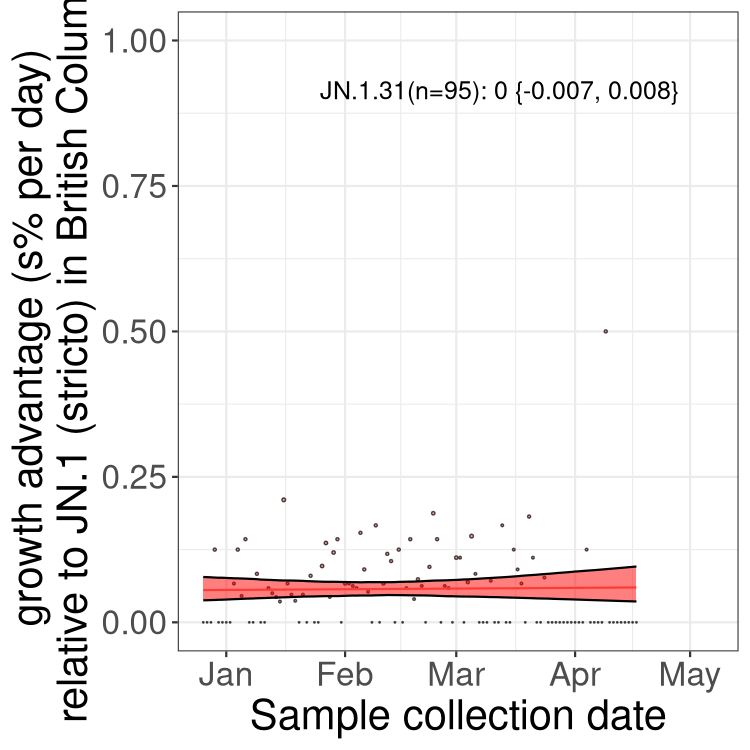 growth advantage (s% per day)
relative to JN.1 (stricto) in British Colum
1.00
0.75
0.50
0.25
0.00
JN.1.31(n=95): 0 {-0.007, 0.008}
Jan Feb Mar Apr May
Sample collection date